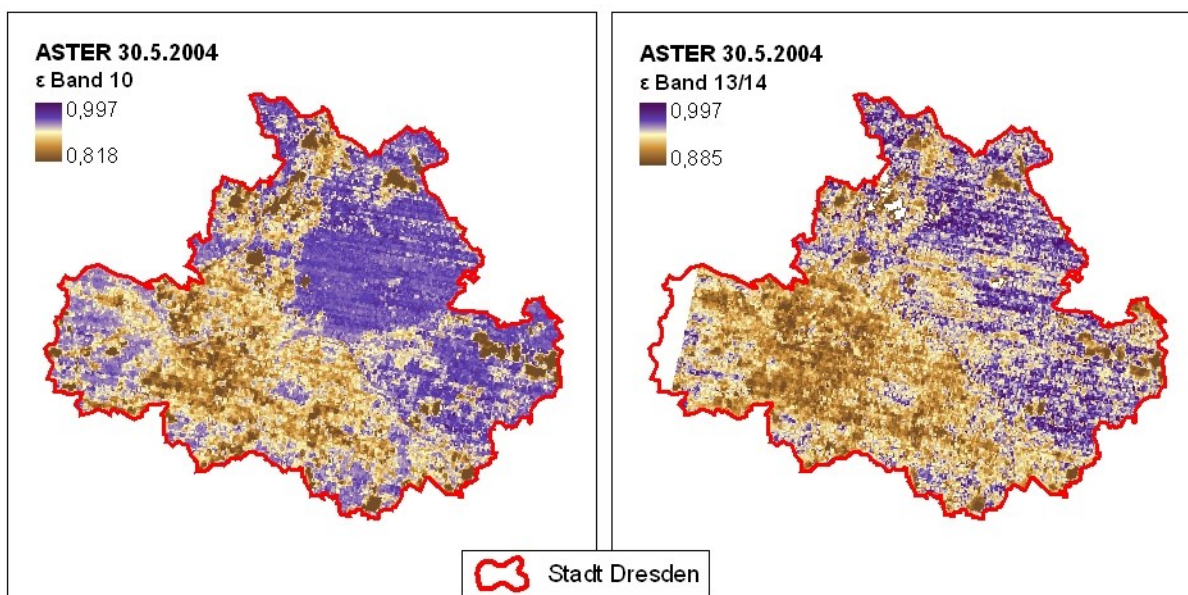 ASTER 30.5.2004
ε Band 10
0,997
0,818
ASTER 30.5.2004
ε Band 13/14
0,997
0,885
Stadt Dresden